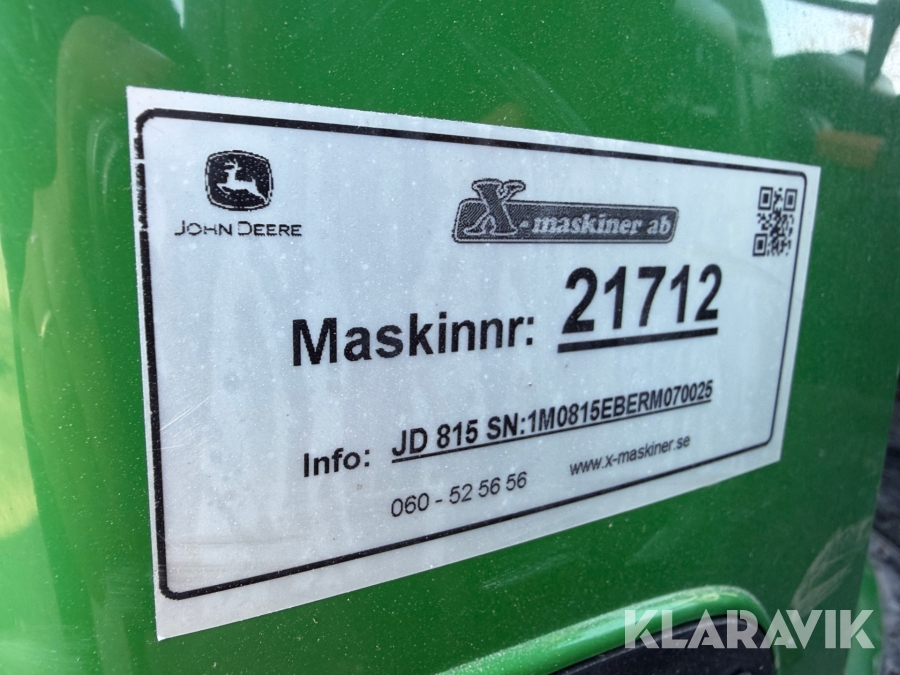 JOHN DEERE
X-maskiner ab
Maskinnr: 21712
Info: JD 815 SN:1M0815EBERM070025
060 - 52 56 56 www.x-maskiner.se
KLARAVIK